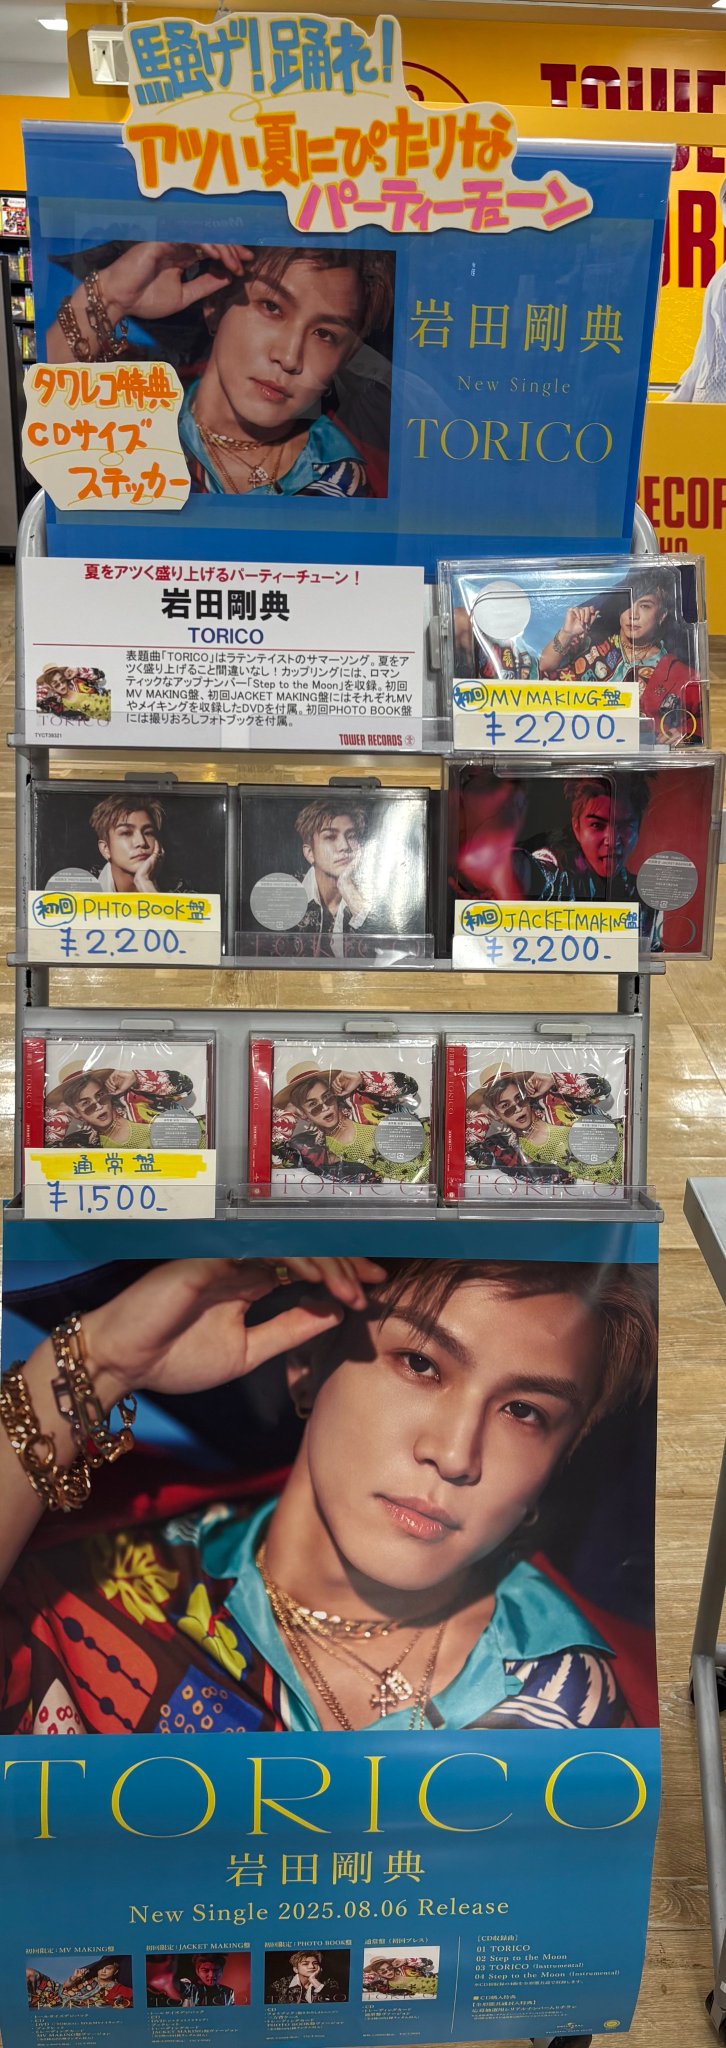 騒げ!踊れ!
アツい夏にぴったりな
パーティーチューン
TOWER
RECORDS
岩田剛典
New Single
TORICO
タワレコ特典
CDサイズ
ステッカー
夏をアツく盛り上げるパーティーチューン!
岩田剛典
TORICO
表題曲「TORICO」はラテンテイストのサマーソング。夏をア
ツく盛り上げること間違いなし!カップリングには、ロマン
ティックなアップナンバー「Step to the Moon」を収録。初回
MV MAKING盤、初回JACKET MAKING盤にはそれぞれMV
やメイキングを収録したDVDを付属。初回PHOTO BOOK盤
には撮りおろしフォトブックを付属。
TYCT39321
TOWER RECORDS
初回 MV MAKING盤
¥2,200-
初回 PHTO BOOK盤
¥2,200-
初回 JACKETMAKING盤
¥2,200-
通常盤
¥1,500-
TORICO
TORICO
TORICO
岩田剛典
New Single 2025.08.06 Release
初回限定:MV MAKING盤
初回限定:JACKET MAKING盤
初回限定:PHOTO BOOK盤
通常盤(初回プレス)
[CD収録曲]
01 TORICO
02 Step to the Moon
03 TORICO (Instrumental)
04 Step to the Moon (Instrumental)